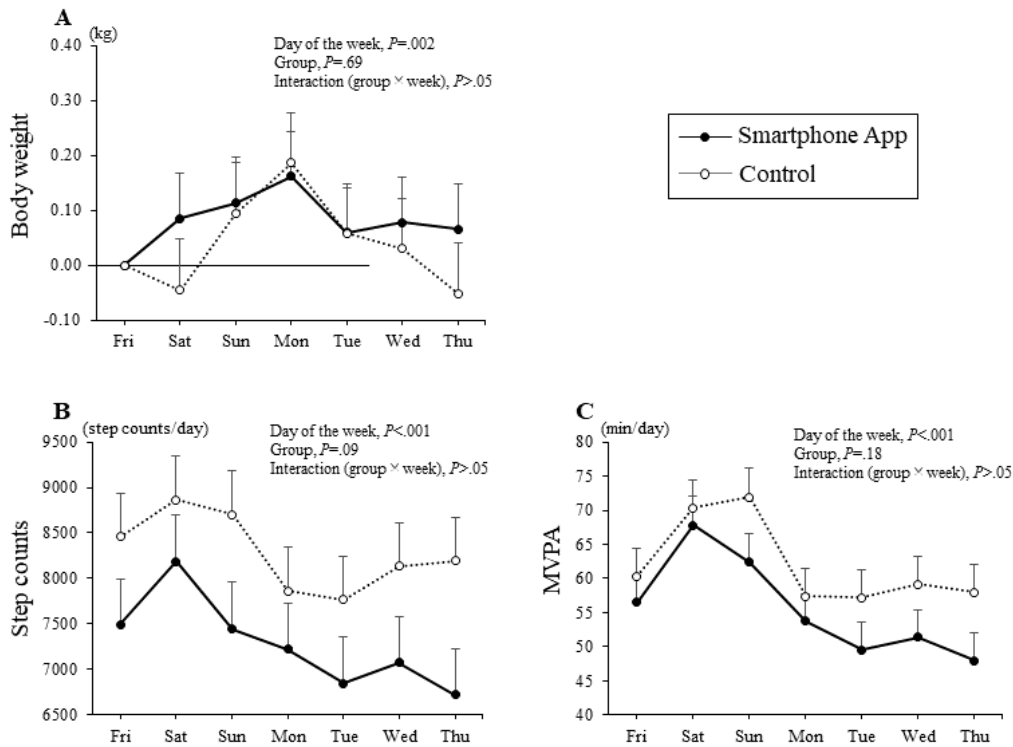 A
(kg)
Day of the week, P=.002
Group, P=.69
Interaction (group × week), P>.05
Body weight
0.40
0.30
0.20
0.10
0.00
-0.10
Fri Sat Sun Mon Tue Wed Thu
Smartphone App
Control
B
(step counts/day)
Day of the week, P<.001
Group, P=.09
Interaction (group × week), P>.05
Step counts
9500
9000
8500
8000
7500
7000
6500
Fri Sat Sun Mon Tue Wed Thu
C
(min/day)
Day of the week, P<.001
Group, P=.18
Interaction (group × week), P>.05
MVPA
80
75
70
65
60
55
50
45
40
Fri Sat Sun Mon Tue Wed Thu